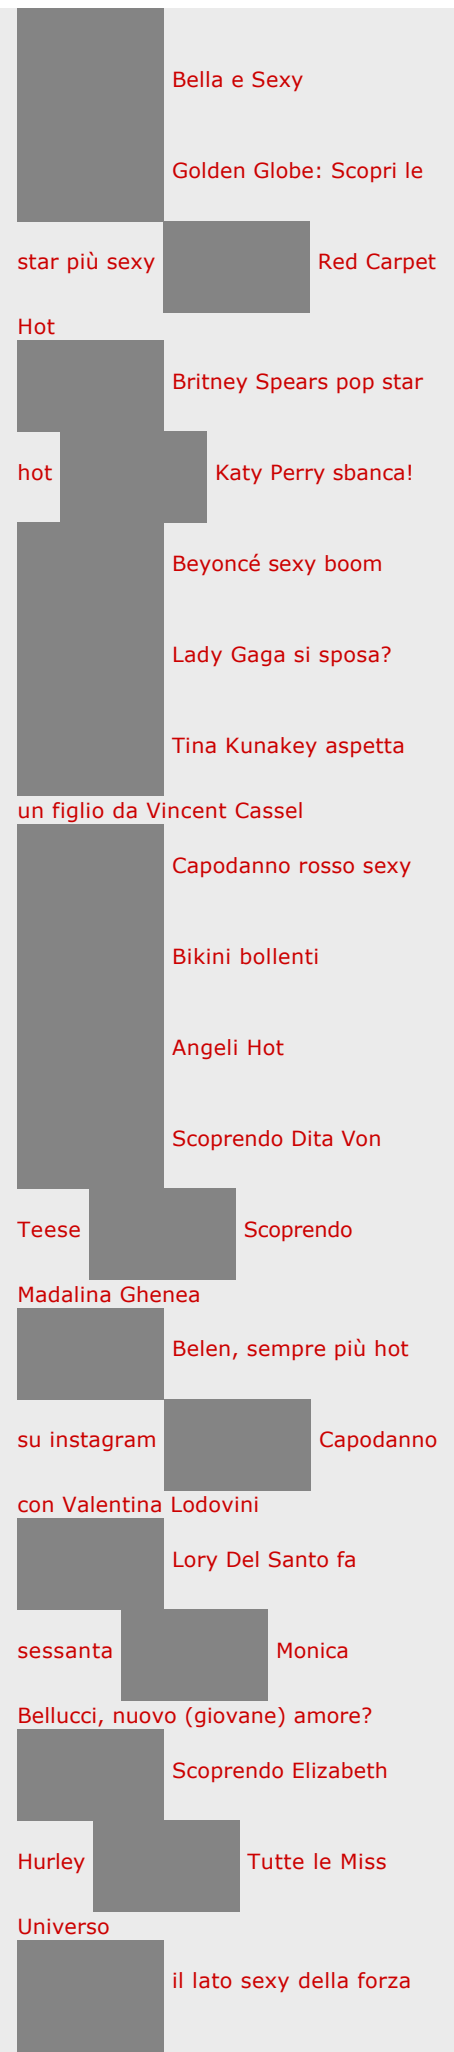 Bella e Sexy
Golden Globe: Scopri le
star più sexy Red Carpet
Hot
Britney Spears pop star
hot Katy Perry sbanca!
Beyoncé sexy boom
Lady Gaga si sposa?
Tina Kunakey aspetta
un figlio da Vincent Cassel
Capodanno rosso sexy
Bikini bollenti
Angeli Hot
Scoprendo Dita Von
Teese Scoprendo
Madalina Ghenea
Belen, sempre più hot
su instagram Capodanno
con Valentina Lodovini
Lory Del Santo fa
sessanta Monica
Bellucci, nuovo (giovane) amore?
Scoprendo Elizabeth
Hurley Tutte le Miss
Universo
il lato sexy della forza